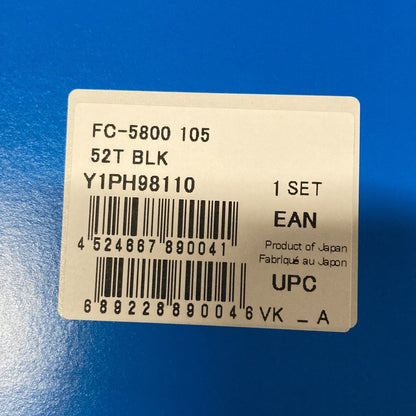 FC-5800 105
52T BLK
Y1PH98110
1 SET
EAN
4 524667 890041
Product of Japan
Fabriqué au Japon
UPC
6 89228 89004 6 VK _ A